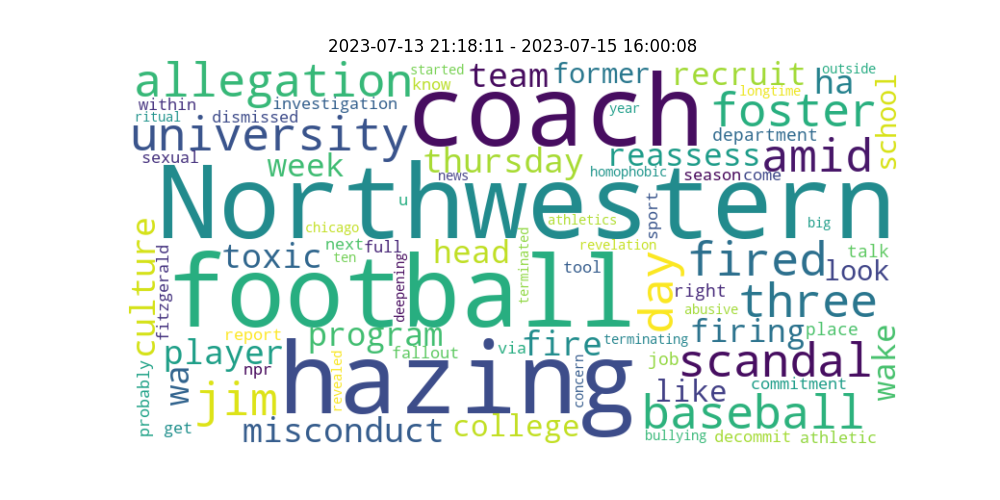 2023-07-13 21:18:11 - 2023-07-15 16:00:08
allegation
started
know
team
former
recruit
longtime
ha
outside
within
ritual
investigation
dismissed
university
coach
year
foster
department
school
sexual
week
thursday
news
homophobic
reassess
season
come
amid
Northwestern
u
chicago
athletics
sport
big
culture
fitzgerald
toxic
next
ten
full
deepening
head
terminated
revelation
tool
day
fired
right
abusive
talk
look
football
three
report
program
fallout
via
fire
terminating
firing
place
wake
player
npr
war
probably
get
jim
revealed
hazing
concern
job
scandal
like
commitment
misconduct
college
baseball
bullying
decommit
athletic